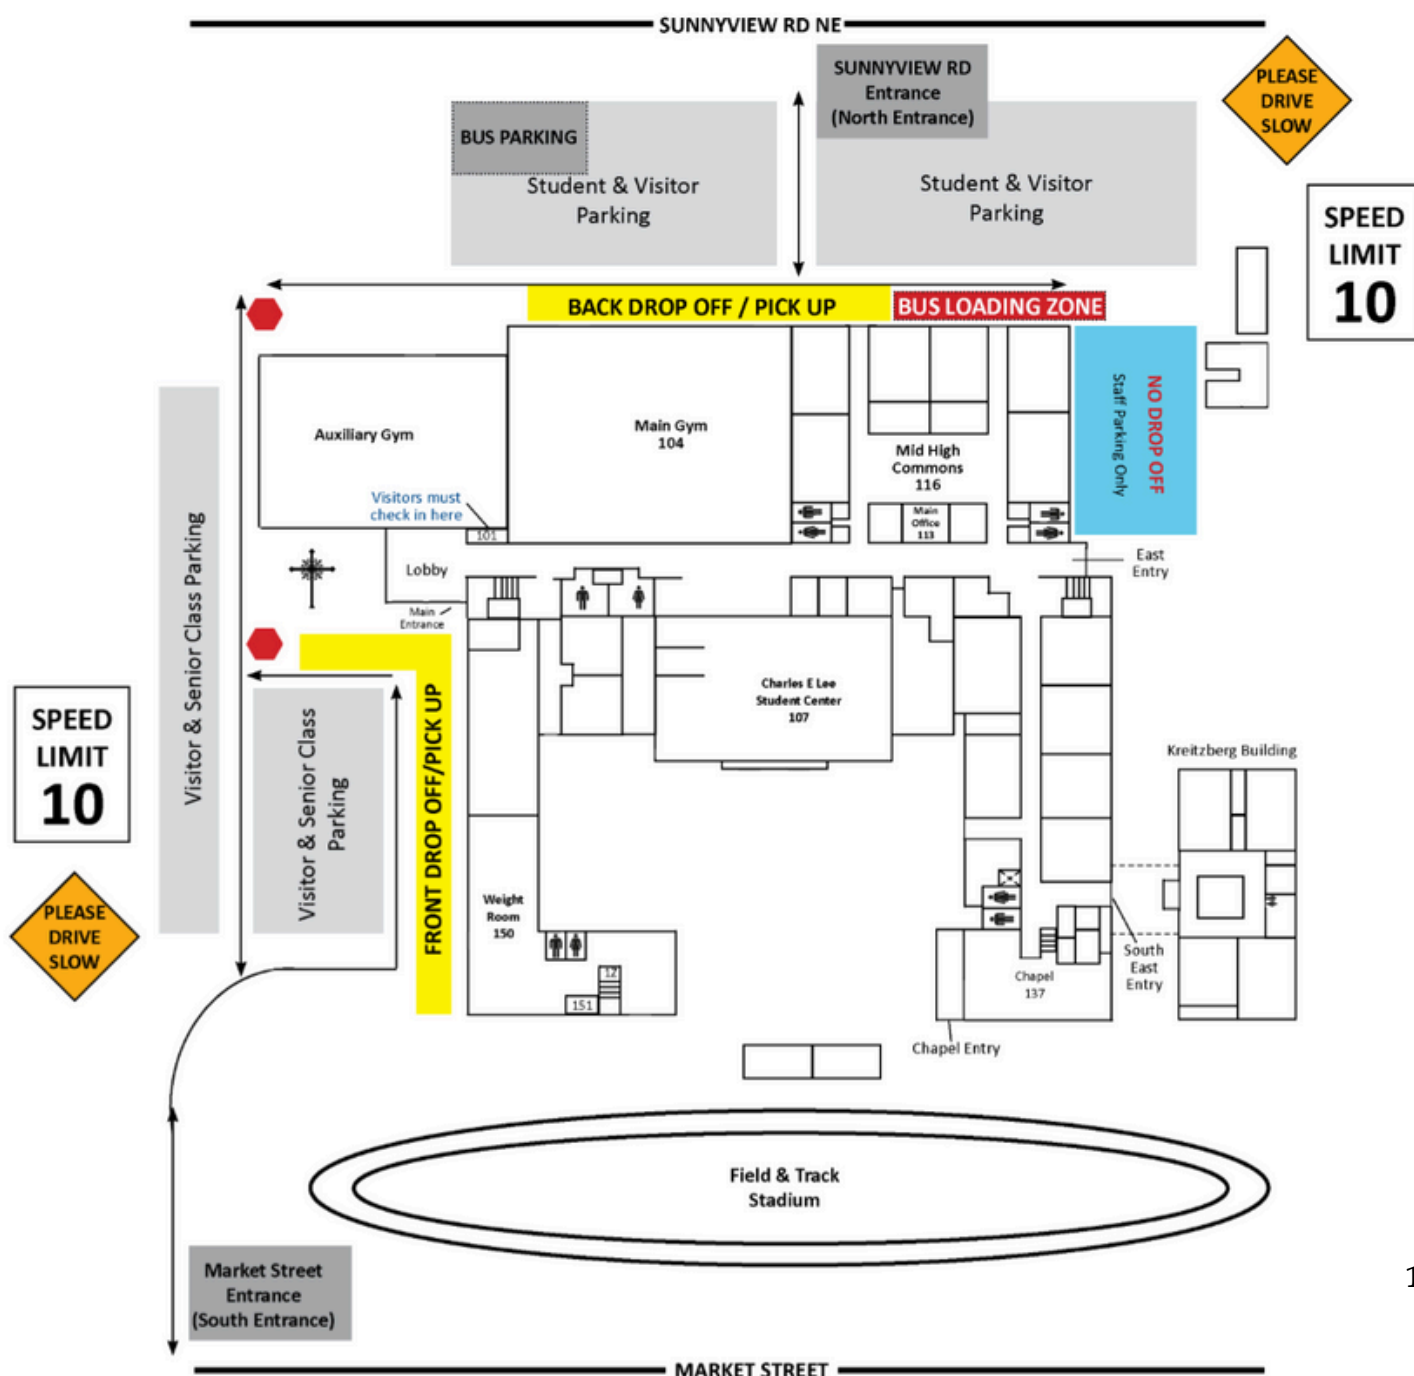 SUNNYVIEW RD NE
SUNNYVIEW RD
Entrance
(North Entrance)
PLEASE
DRIVE
SLOW
BUS PARKING
Student & Visitor
Parking
Student & Visitor
Parking
SPEED
LIMIT
10
BACK DROP OFF / PICK UP
BUS LOADING ZONE
NO DROP OFF
Staff Parking Only
Auxiliary Gym
Main Gym
104
Mid High
Commons
116
Visitors must
check in here
101
Main
Office
113
Lobby
East
Entry
Main
Entrance
Visitor & Senior Class Parking
SPEED
LIMIT
10
Visitor & Senior Class
Parking
FRONT DROP OFF/PICK UP
Charles E Lee
Student Center
107
Kreitzberg Building
PLEASE
DRIVE
SLOW
Weight
Room
150
12
151
Chapel
137
South
East
Entry
Chapel Entry
Field & Track
Stadium
Market Street
Entrance
(South Entrance)
1
MARKET STREET